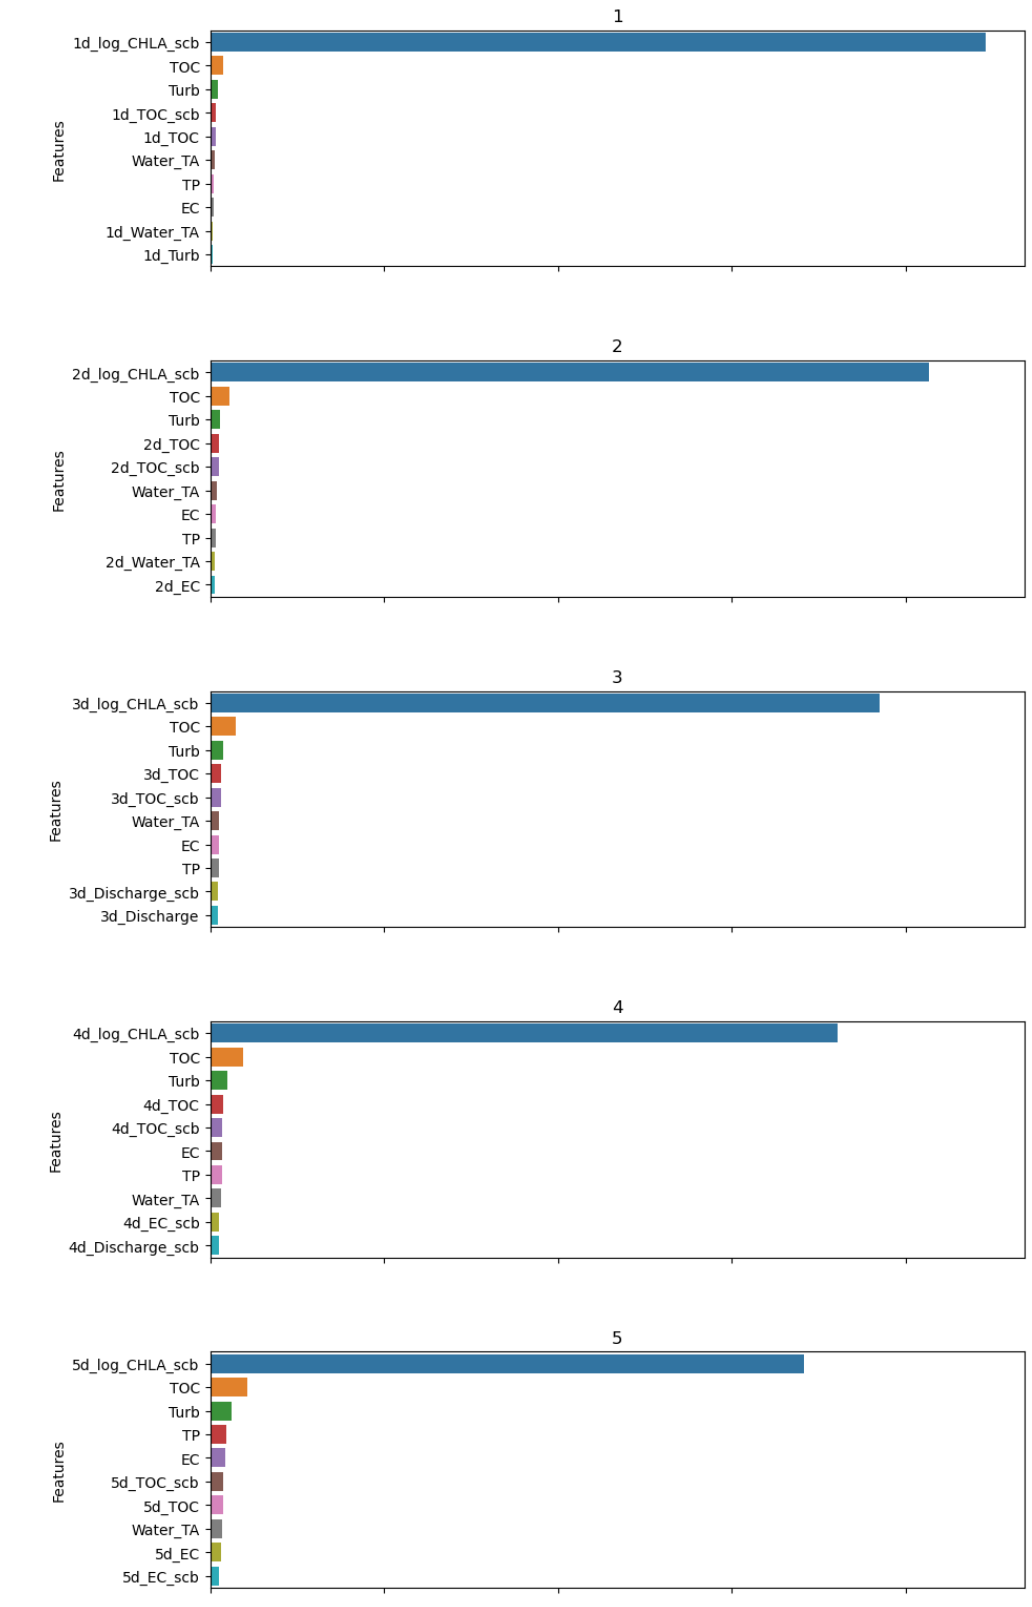 1
1d_log_CHLA_scb
TOC
Turb
1d_TOC_scb
1d_TOC
Water_TA
TP
EC
1d_Water_TA
1d_Turb
Features
2
2d_log_CHLA_scb
TOC
Turb
2d_TOC
2d_TOC_scb
Water_TA
EC
TP
2d_Water_TA
2d_EC
Features
3
3d_log_CHLA_scb
TOC
Turb
3d_TOC
3d_TOC_scb
Water_TA
EC
TP
3d_Discharge_scb
3d_Discharge
Features
4
4d_log_CHLA_scb
TOC
Turb
4d_TOC
4d_TOC_scb
EC
TP
Water_TA
4d_EC_scb
4d_Discharge_scb
Features
5
5d_log_CHLA_scb
TOC
Turb
TP
EC
5d_TOC_scb
5d_TOC
Water_TA
5d_EC
5d_EC_scb
Features